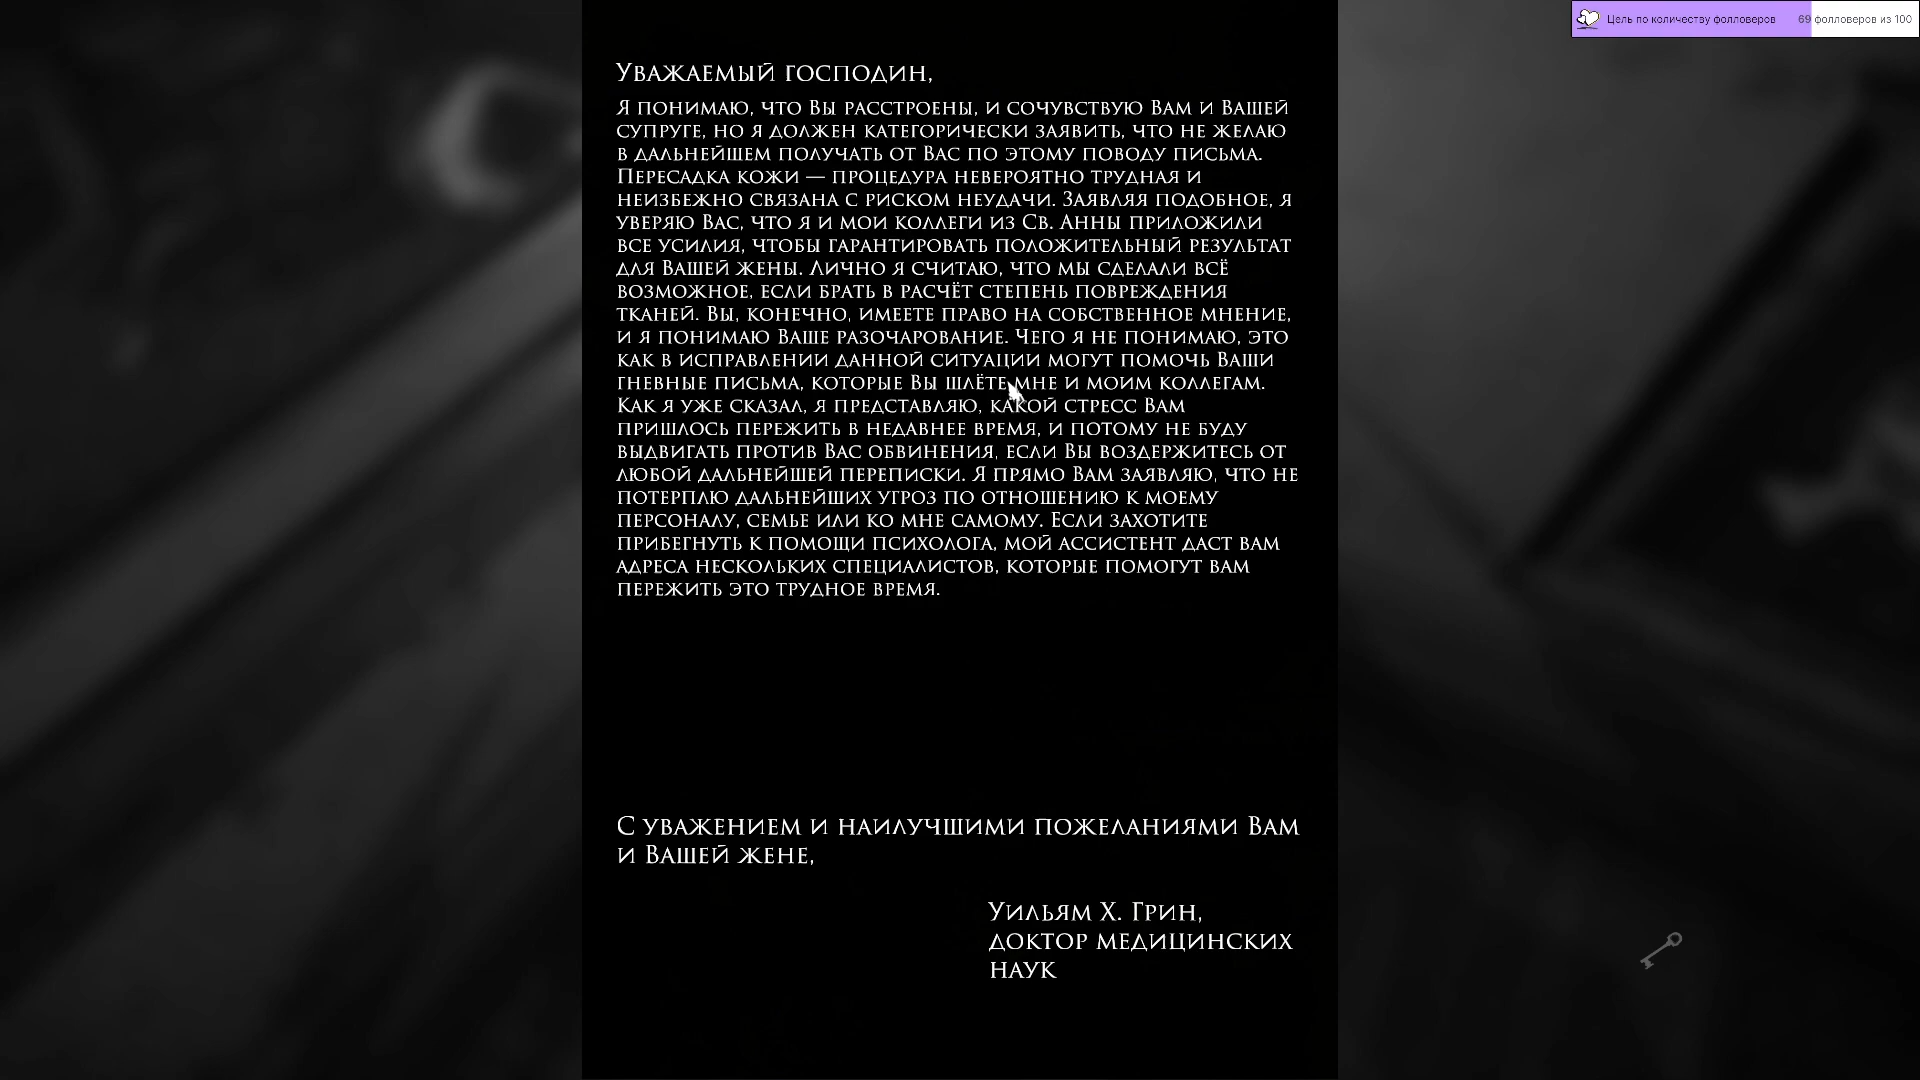 Цель по количеству фолловеров 69 фолловеров из 100
Уважаемый господин,
Я понимаю, что Вы расстроены, и сочувствую Вам и Вашей
супруге, но я должен категорически заявить, что не желаю
в дальнейшем получать от Вас по этому поводу письма.
Пересадка кожи — процедура невероятно трудная и
неизбежно связана с риском неудачи. Заявляя подобное, я
уверяю Вас, что я и мои коллеги из Св. Анны приложили
все усилия, чтобы гарантировать положительный результат
для Вашей жены. Лично я считаю, что мы сделали всё
возможное, если брать в расчёт степень повреждения
тканей. Вы, конечно, имеете право на собственное мнение,
и я понимаю Ваше разочарование. Чего я не понимаю, это
как в исправлении данной ситуации могут помочь Ваши
гневные письма, которые Вы шлёте мне и моим коллегам.
Как я уже сказал, я представляю, какой стресс Вам
пришлось пережить в недавнее время, и потому не буду
выдвигать против Вас обвинения, если Вы воздержитесь от
любой дальнейшей переписки. Я прямо Вам заявляю, что не
потерплю дальнейших угроз по отношению к моему
персоналу, семье или ко мне самому. Если захотите
прибегнуть к помощи психолога, мой ассистент даст вам
адреса нескольких специалистов, которые помогут вам
пережить это трудное время.
С уважением и наилучшими пожеланиями Вам
и Вашей жене,
Уильям Х. Грин,
доктор медицинских
наук